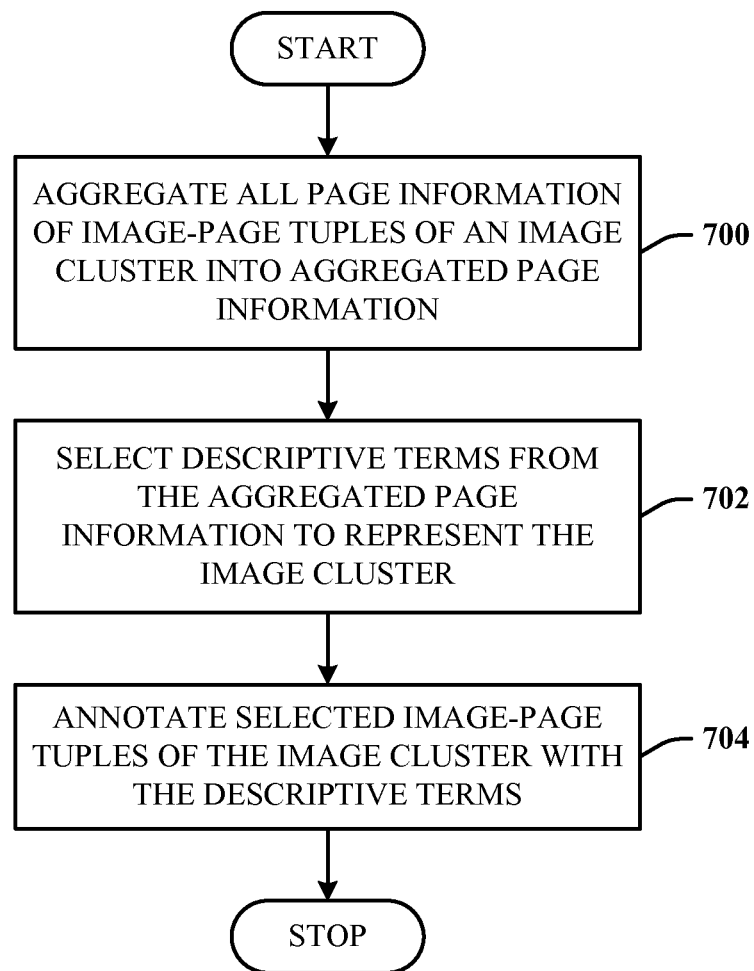 START
AGGREGATE ALL PAGE INFORMATION
OF IMAGE-PAGE TUPLES OF AN IMAGE
CLUSTER INTO AGGREGATED PAGE
INFORMATION
700
SELECT DESCRIPTIVE TERMS FROM
THE AGGREGATED PAGE
INFORMATION TO REPRESENT THE
IMAGE CLUSTER
702
ANNOTATE SELECTED IMAGE-PAGE
TUPLES OF THE IMAGE CLUSTER WITH
THE DESCRIPTIVE TERMS
704
STOP